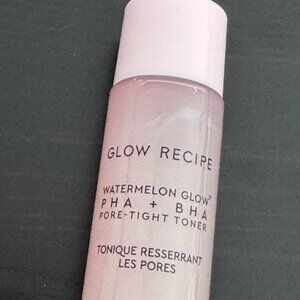 GLOW RECIPE
WATERMELON GLOW®
PHA + BHA
PORE-TIGHT TONER
TONIQUE RESSERRANT
LES PORES